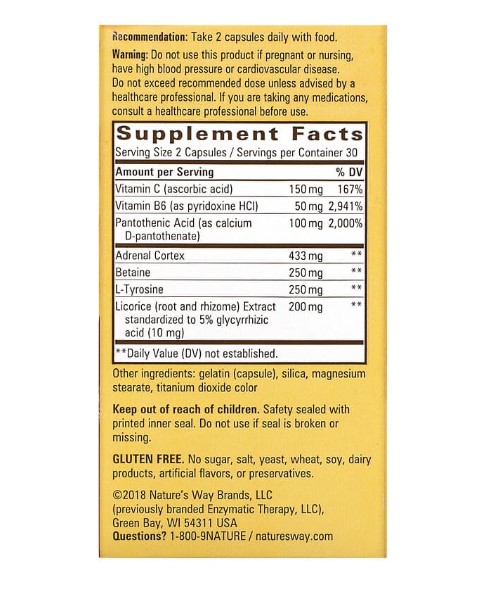 Recommendation: Take 2 capsules daily with food.
Warning: Do not use this product if pregnant or nursing,
have high blood pressure or cardiovascular disease.
Do not exceed recommended dose unless advised by a
healthcare professional. If you are taking any medications,
consult a healthcare professional before use.
Supplement Facts
Serving Size 2 Capsules / Servings per Container 30
Amount per Serving % DV
Vitamin C (ascorbic acid) 150 mg 167%
Vitamin B6 (as pyridoxine HCl) 50 mg 2,941%
Pantothenic Acid (as calcium 100 mg 2,000%
D-pantothenate)
Adrenal Cortex 433 mg **
Betaine 250 mg **
L-Tyrosine 250 mg **
Licorice (root and rhizome) Extract 200 mg **
standardized to 5% glycyrrhizic
acid (10 mg)
**Daily Value (DV) not established.
Other ingredients: gelatin (capsule), silica, magnesium
stearate, titanium dioxide color
Keep out of reach of children. Safety sealed with
printed inner seal. Do not use if seal is broken or
missing.
GLUTEN FREE. No sugar, salt, yeast, wheat, soy, dairy
products, artificial flavors, or preservatives.
©2018 Nature's Way Brands, LLC
(previously branded Enzymatic Therapy, LLC),
Green Bay, WI 54311 USA
Questions? 1-800-9NATURE / naturesway.com